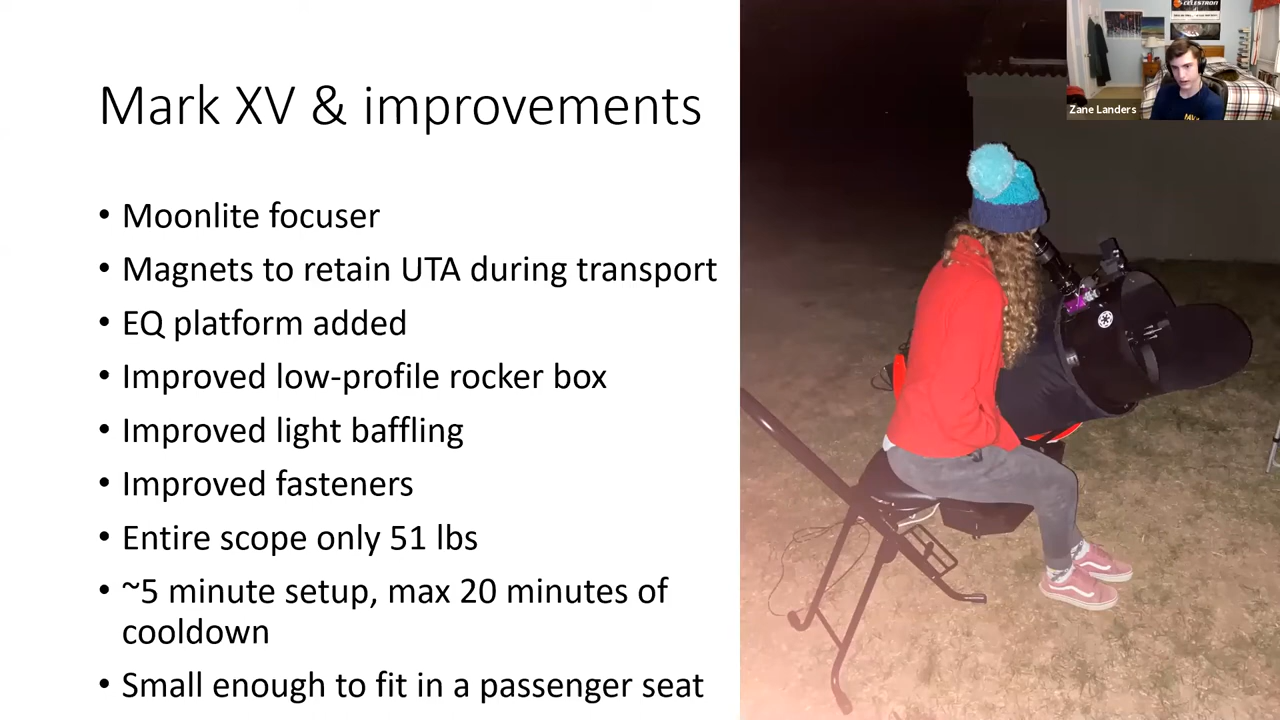 CELESTRON
Zane Landers
Mark XV & improvements
• Moonlite focuser
• Magnets to retain UTA during transport
• EQ platform added
• Improved low-profile rocker box
• Improved light baffling
• Improved fasteners
• Entire scope only 51 lbs
• ~5 minute setup, max 20 minutes of
cooldown
• Small enough to fit in a passenger seat